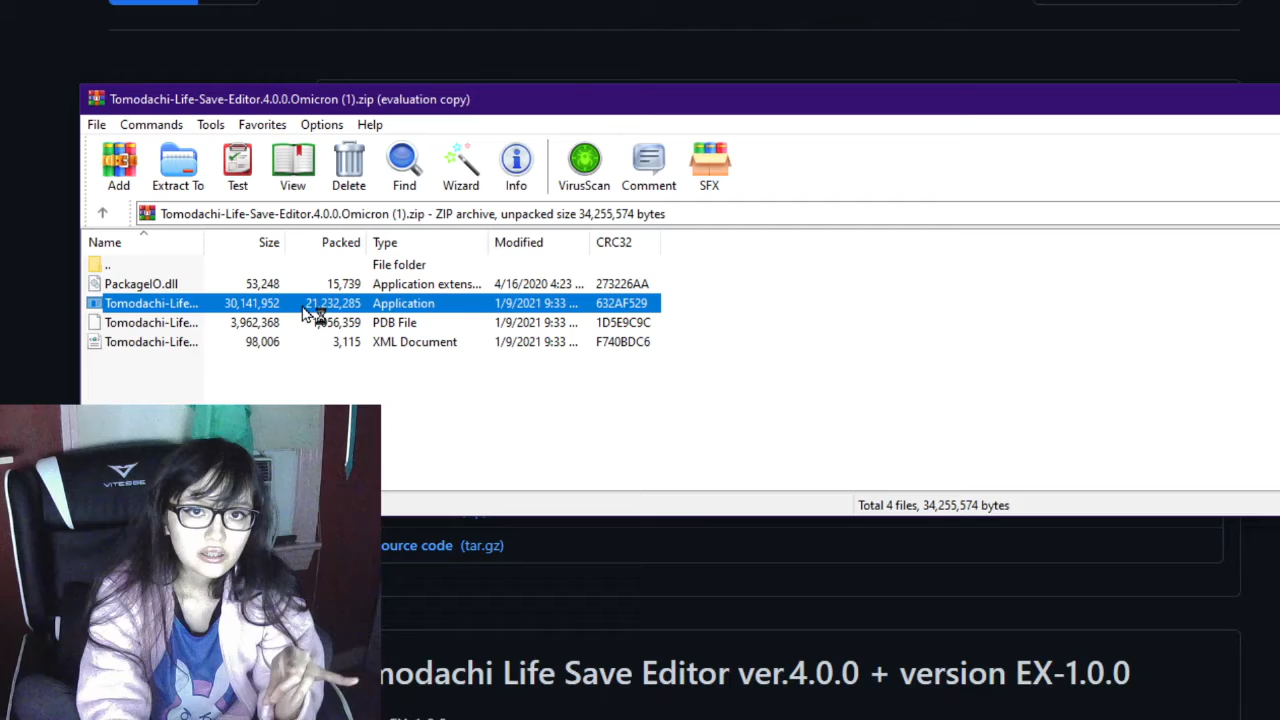 Tomodachi-Life-Save-Editor.4.0.0.Omicron (1).zip (evaluation copy)
File Commands Tools Favorites Options Help
Add Extract To Test View Delete Find Wizard Info VirusScan Comment SFX
Tomodachi-Life-Save-Editor.4.0.0.Omicron (1).zip - ZIP archive, unpacked size 34,255,574 bytes
Name Size Packed Type Modified CRC32
.. File folder
PackageIO.dll 53,248 15,739 Application extens... 4/16/2020 4:23 ... 273226AA
Tomodachi-Life... 30,141,952 21,232,285 Application 1/9/2021 9:33 ... 632AF529
Tomodachi-Life... 3,962,368 PDB File 1/9/2021 9:33 ... 1D5E9C9C
Tomodachi-Life... 98,006 3,115 XML Document 1/9/2021 9:33 ... F740BDC6
Total 4 files, 34,255,574 bytes
VITESSE
ource code (tar.gz)
modachi Life Save Editor ver.4.0.0 + version EX-1.0.0